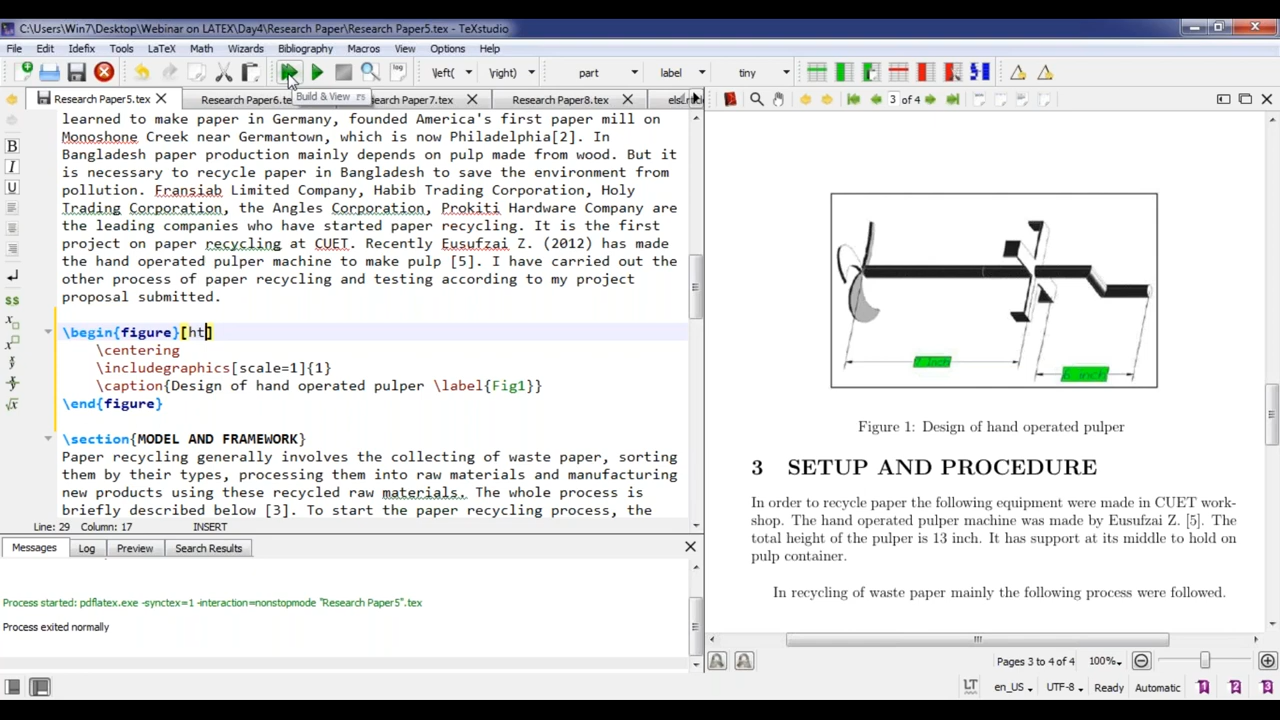 C:\Users\Win7\Desktop\Webinar on LATEX\Day4\Research Paper\Research Paper5.tex - TeXstudio
File Edit Idefix Tools LaTeX Math Wizards Bibliography Macros View Options Help
log \left( \right) part label tiny
Research Paper5.tex Research Paper6.te earch Paper7.tex Research Paper8.tex 3 of 4
Build & View
learned to make paper in Germany, founded America's first paper mill on
Monoshone Creek near Germantown, which is now Philadelphia[2]. In
Bangladesh paper production mainly depends on pulp made from wood. But it
is necessary to recycle paper in Bangladesh to save the environment from
pollution. Fransiab Limited Company, Habib Trading Corporation, Holy
Trading Corporation, the Angles Corporation, Prokiti Hardware Company are
the leading companies who have started paper recycling. It is the first
project on paper recycling at CUET. Recently Eusufzai Z. (2012) has made
the hand operated pulper machine to make pulp [5]. I have carried out the
other process of paper recycling and testing according to my project
proposal submitted.
\begin{figure}[ht]
\centering
\includegraphics[scale=1]{1}
\caption{Design of hand operated pulper \label{Fig1}}
\end{figure}
\section{MODEL AND FRAMEWORK}
Paper recycling generally involves the collecting of waste paper, sorting
them by their types, processing them into raw materials and manufacturing
new products using these recycled raw materials. The whole process is
briefly described below [3]. To start the paper recycling process, the
Line: 29 Column: 17 INSERT
Messages Log Preview Search Results
Process started: pdflatex.exe -synctex=1 -interaction=nonstopmode "Research Paper5".tex
Process exited normally
7 inch
6 inch
Figure 1: Design of hand operated pulper
3 SETUP AND PROCEDURE
In order to recycle paper the following equipment were made in CUET work-
shop. The hand operated pulper machine was made by Eusufzai Z. [5]. The
total height of the pulper is 13 inch. It has support at its middle to hold on
pulp container.
In recycling of waste paper mainly the following process were followed.
Pages 3 to 4 of 4 100%
LT en_US UTF-8 Ready Automatic 1 2 3